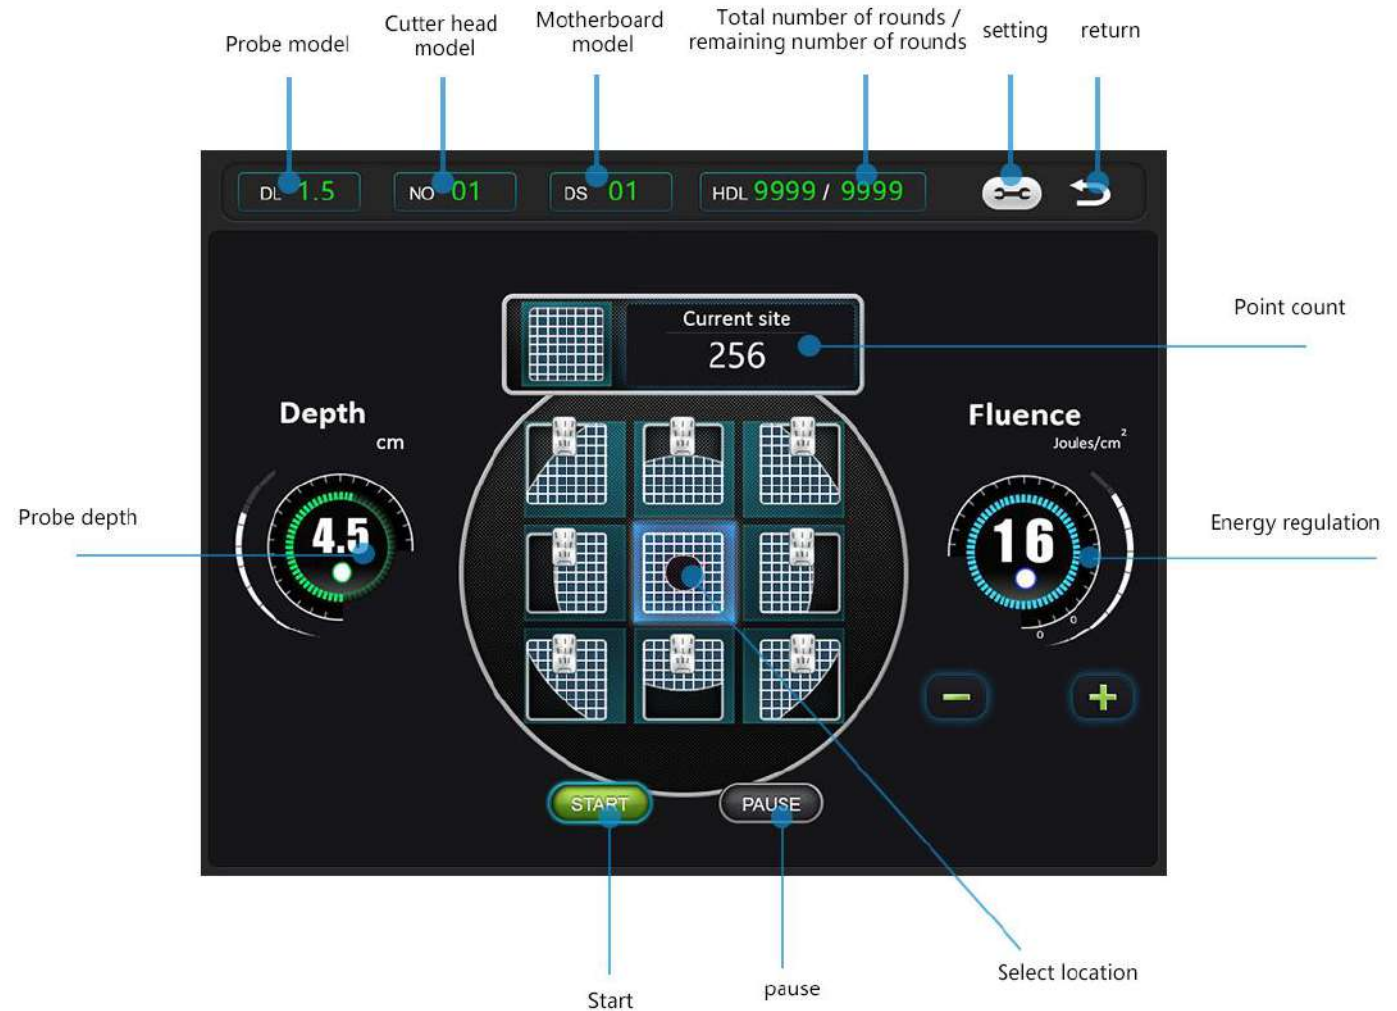 Probe model
Cutter head
model
Motherboard
model
Total number of rounds /
remaining number of rounds
setting
return
DL 1.5
NO 01
DS 01
HDL 9999 / 9999
Current site
256
Point count
Depth
cm
4.5
Probe depth
Fluence
Joules/cm²
16
0
0
Energy regulation
START
PAUSE
Select location
Start
pause